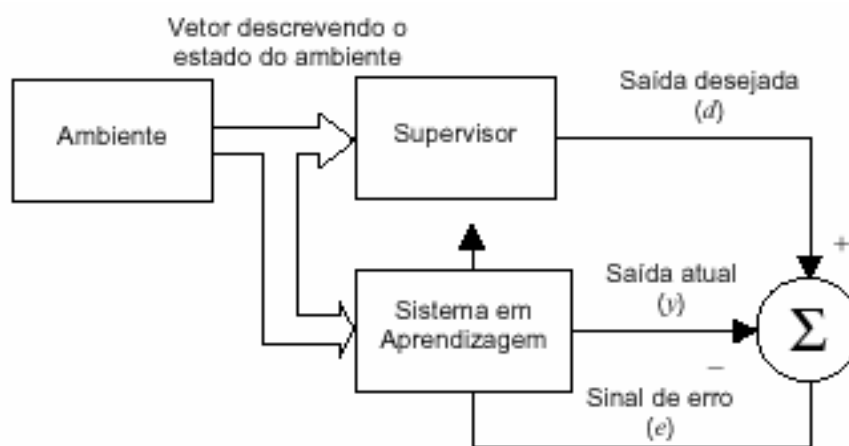 Vetor descrevendo o
estado do ambiente
Ambiente
Supervisor
Saída desejada
(d)
+
Sistema em
Aprendizagem
Saída atual
(y)
Σ
−
Sinal de erro
(e)